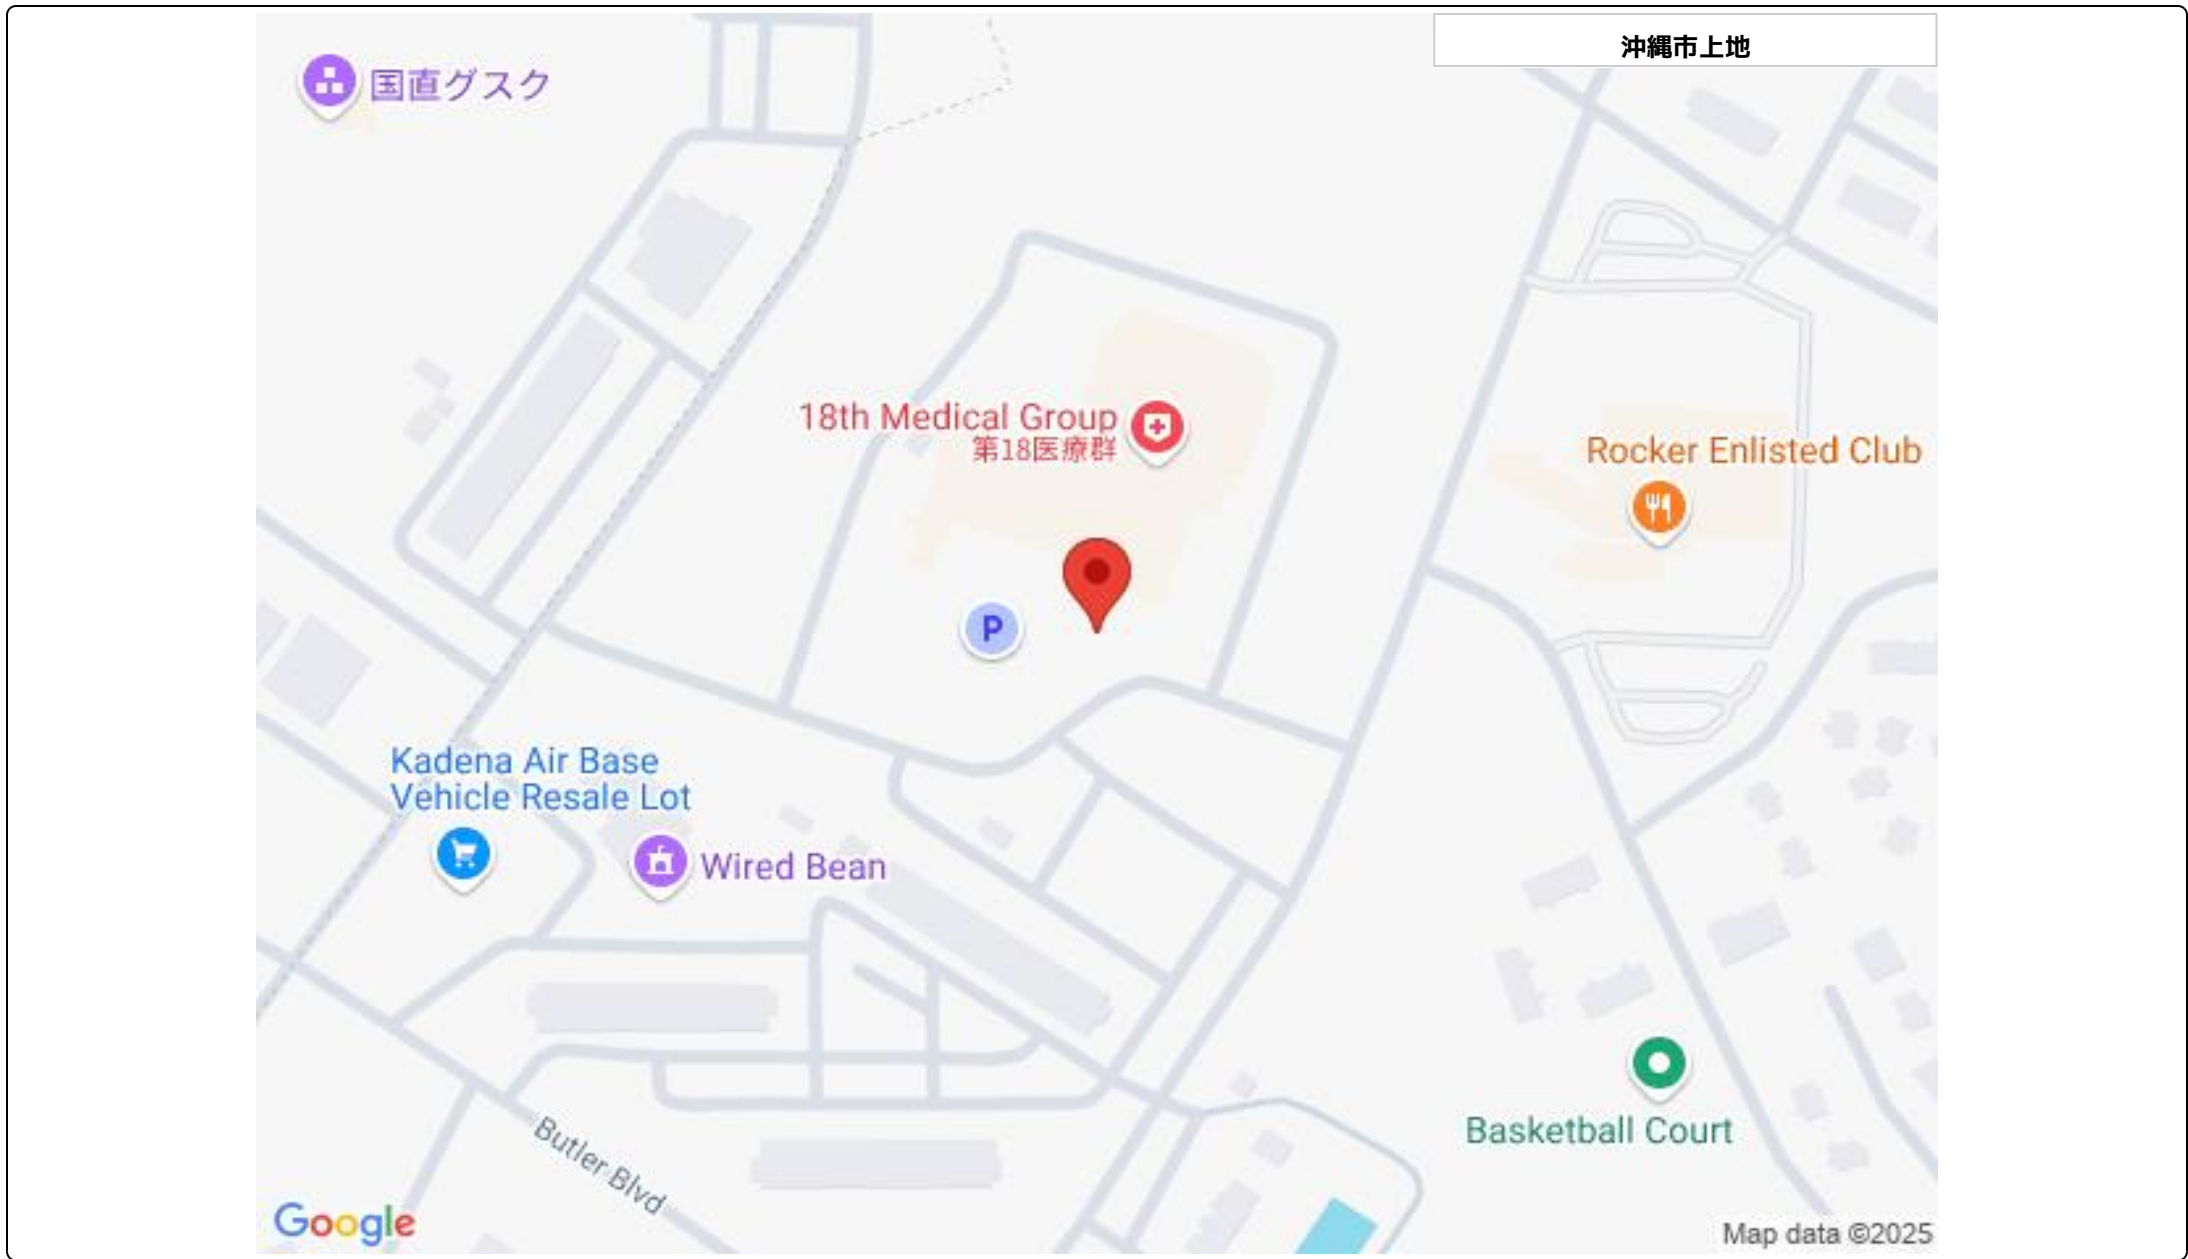 沖縄市上地
国直グスク
18th Medical Group
第18医療群
Rocker Enlisted Club
P
Kadena Air Base
Vehicle Resale Lot
Wired Bean
Basketball Court
Butler Blvd
Google
Map data ©2025